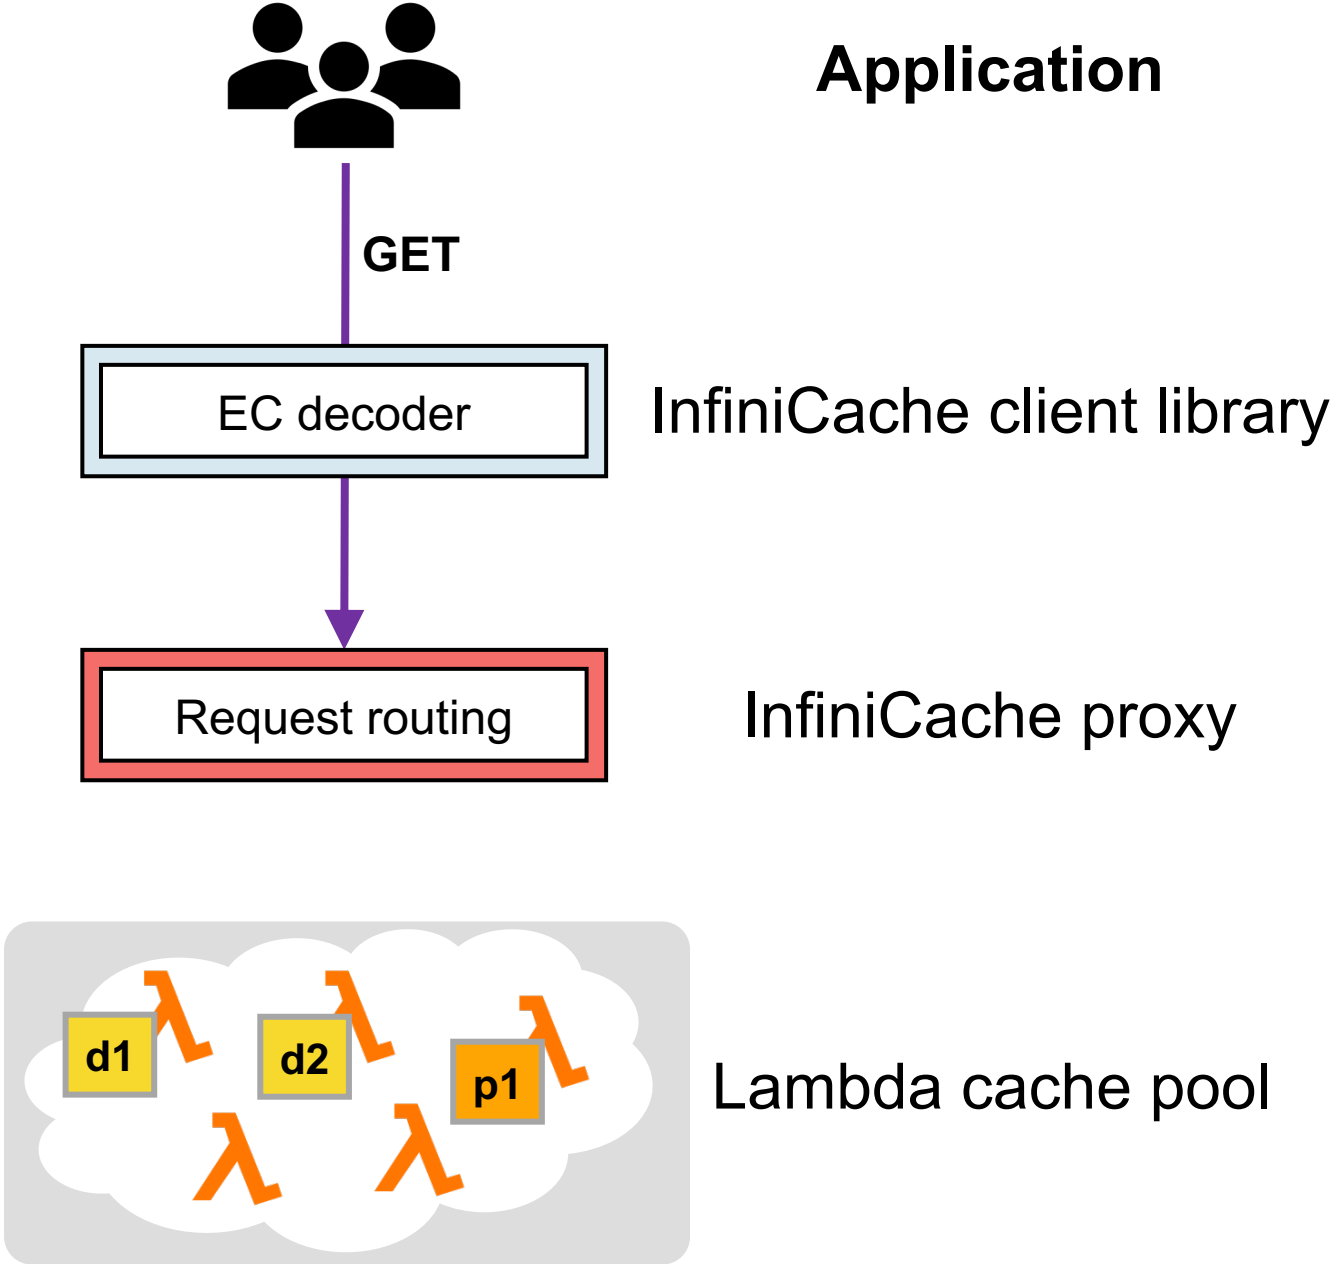 Application
GET
EC decoder
InfiniCache client library
Request routing
InfiniCache proxy
d1
d2
p1
Lambda cache pool